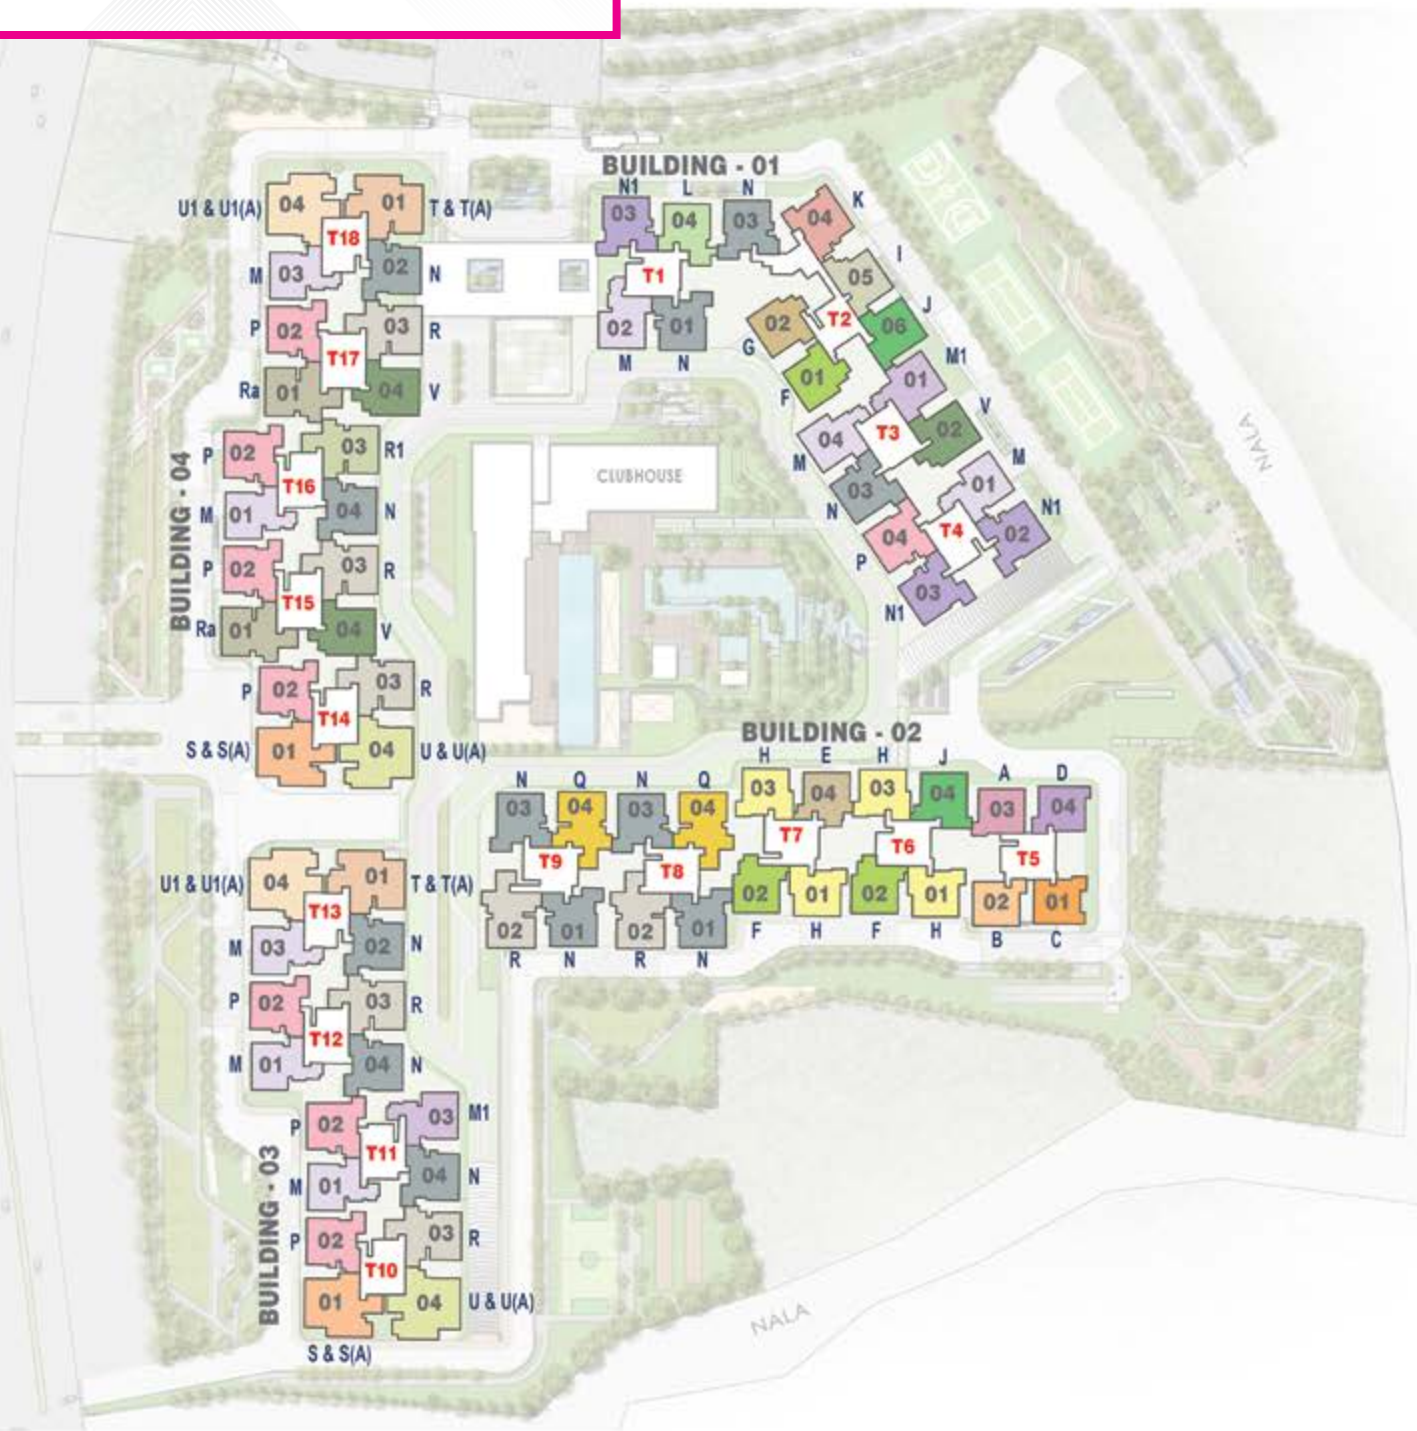 BUILDING - 01
N1 L N
03 04 03
T1
02 01
M N
K
04
I
05
J
06
T2
02
G
01
F
M1
01
V
02
T3
04
M
03
N
M
01
N1
02
T4
04
P
03
N1
NALA
U1 & U1(A) 04 01 T & T(A)
T18
M 03 02 N
P 02 03 R
T17
Ra 01 04 V
BUILDING - 04
P 02 03 R1
T16
M 01 04 N
P 02 03 R
T15
Ra 01 04 V
P 02 03 R
T14
S & S(A) 01 04 U & U(A)
CLUBHOUSE
BUILDING - 02
N Q N Q H E H J A D
03 04 03 04 03 04 03 04 03 04
T9 T8 T7 T6 T5
02 01 02 01 02 01 02 01 02 01
R N R N F H F H B C
U1 & U1(A) 04 01 T & T(A)
T13
M 03 02 N
P 02 03 R
T12
M 01 04 N
BUILDING - 03
P 02 03 M1
T11
M 01 04 N
P 02 03 R
T10
01 04 U & U(A)
S & S(A)
NALA